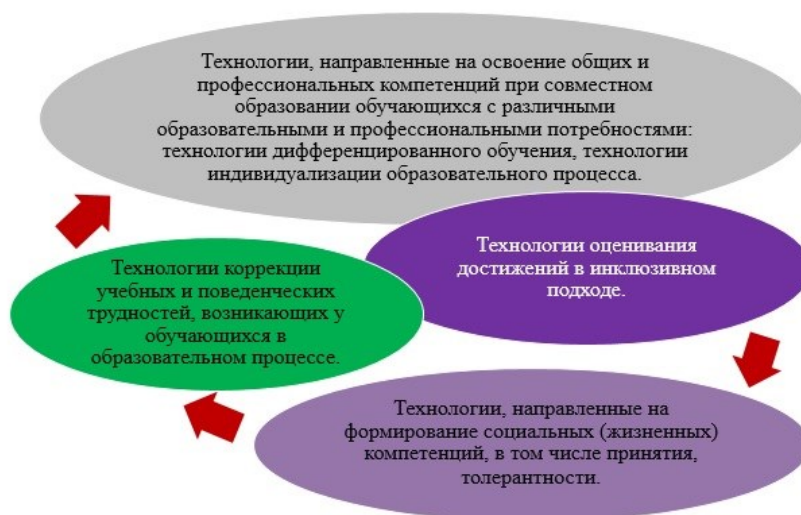 Технологии, направленные на освоение общих и
профессиональных компетенций при совместном
образовании обучающихся с различными
образовательными и профессиональными потребностями:
технологии дифференцированного обучения, технологии
индивидуализации образовательного процесса.
Технологии оценивания
достижений в инклюзивном
подходе.
Технологии коррекции
учебных и поведенческих
трудностей, возникающих у
обучающихся в
образовательном процессе.
Технологии, направленные на
формирование социальных (жизненных)
компетенций, в том числе принятия,
толерантности.